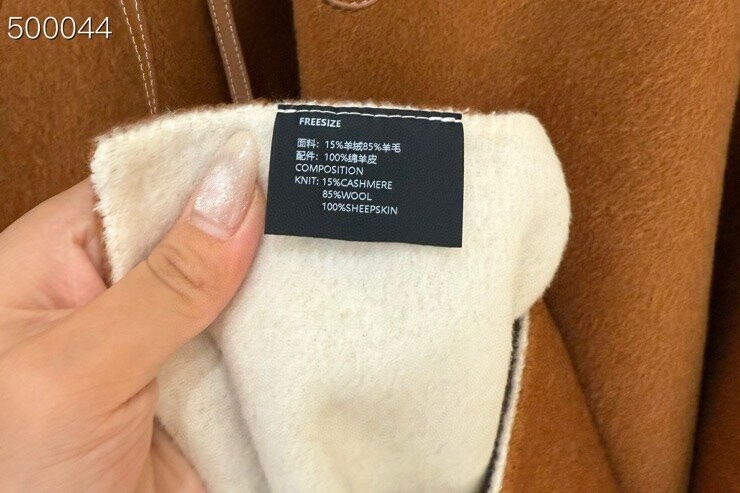 500044
FREESIZE
面料：15%羊绒85%羊毛
配件：100%绵羊皮
COMPOSITION
KNIT: 15%CASHMERE
85%WOOL
100%SHEEPSKIN